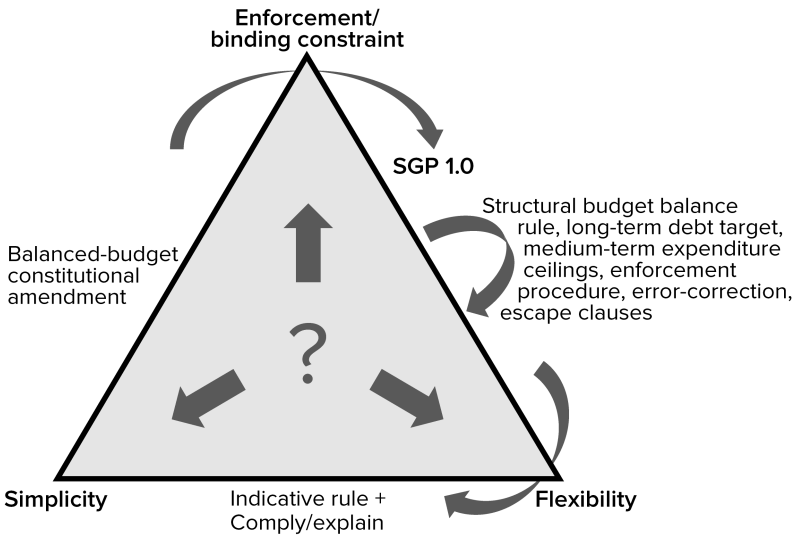 Enforcement/
binding constraint
SGP 1.0
Structural budget balance
rule, long-term debt target,
medium-term expenditure
ceilings, enforcement
procedure, error-correction,
escape clauses
Balanced-budget
constitutional
amendment
?
Simplicity
Indicative rule +
Comply/explain
Flexibility